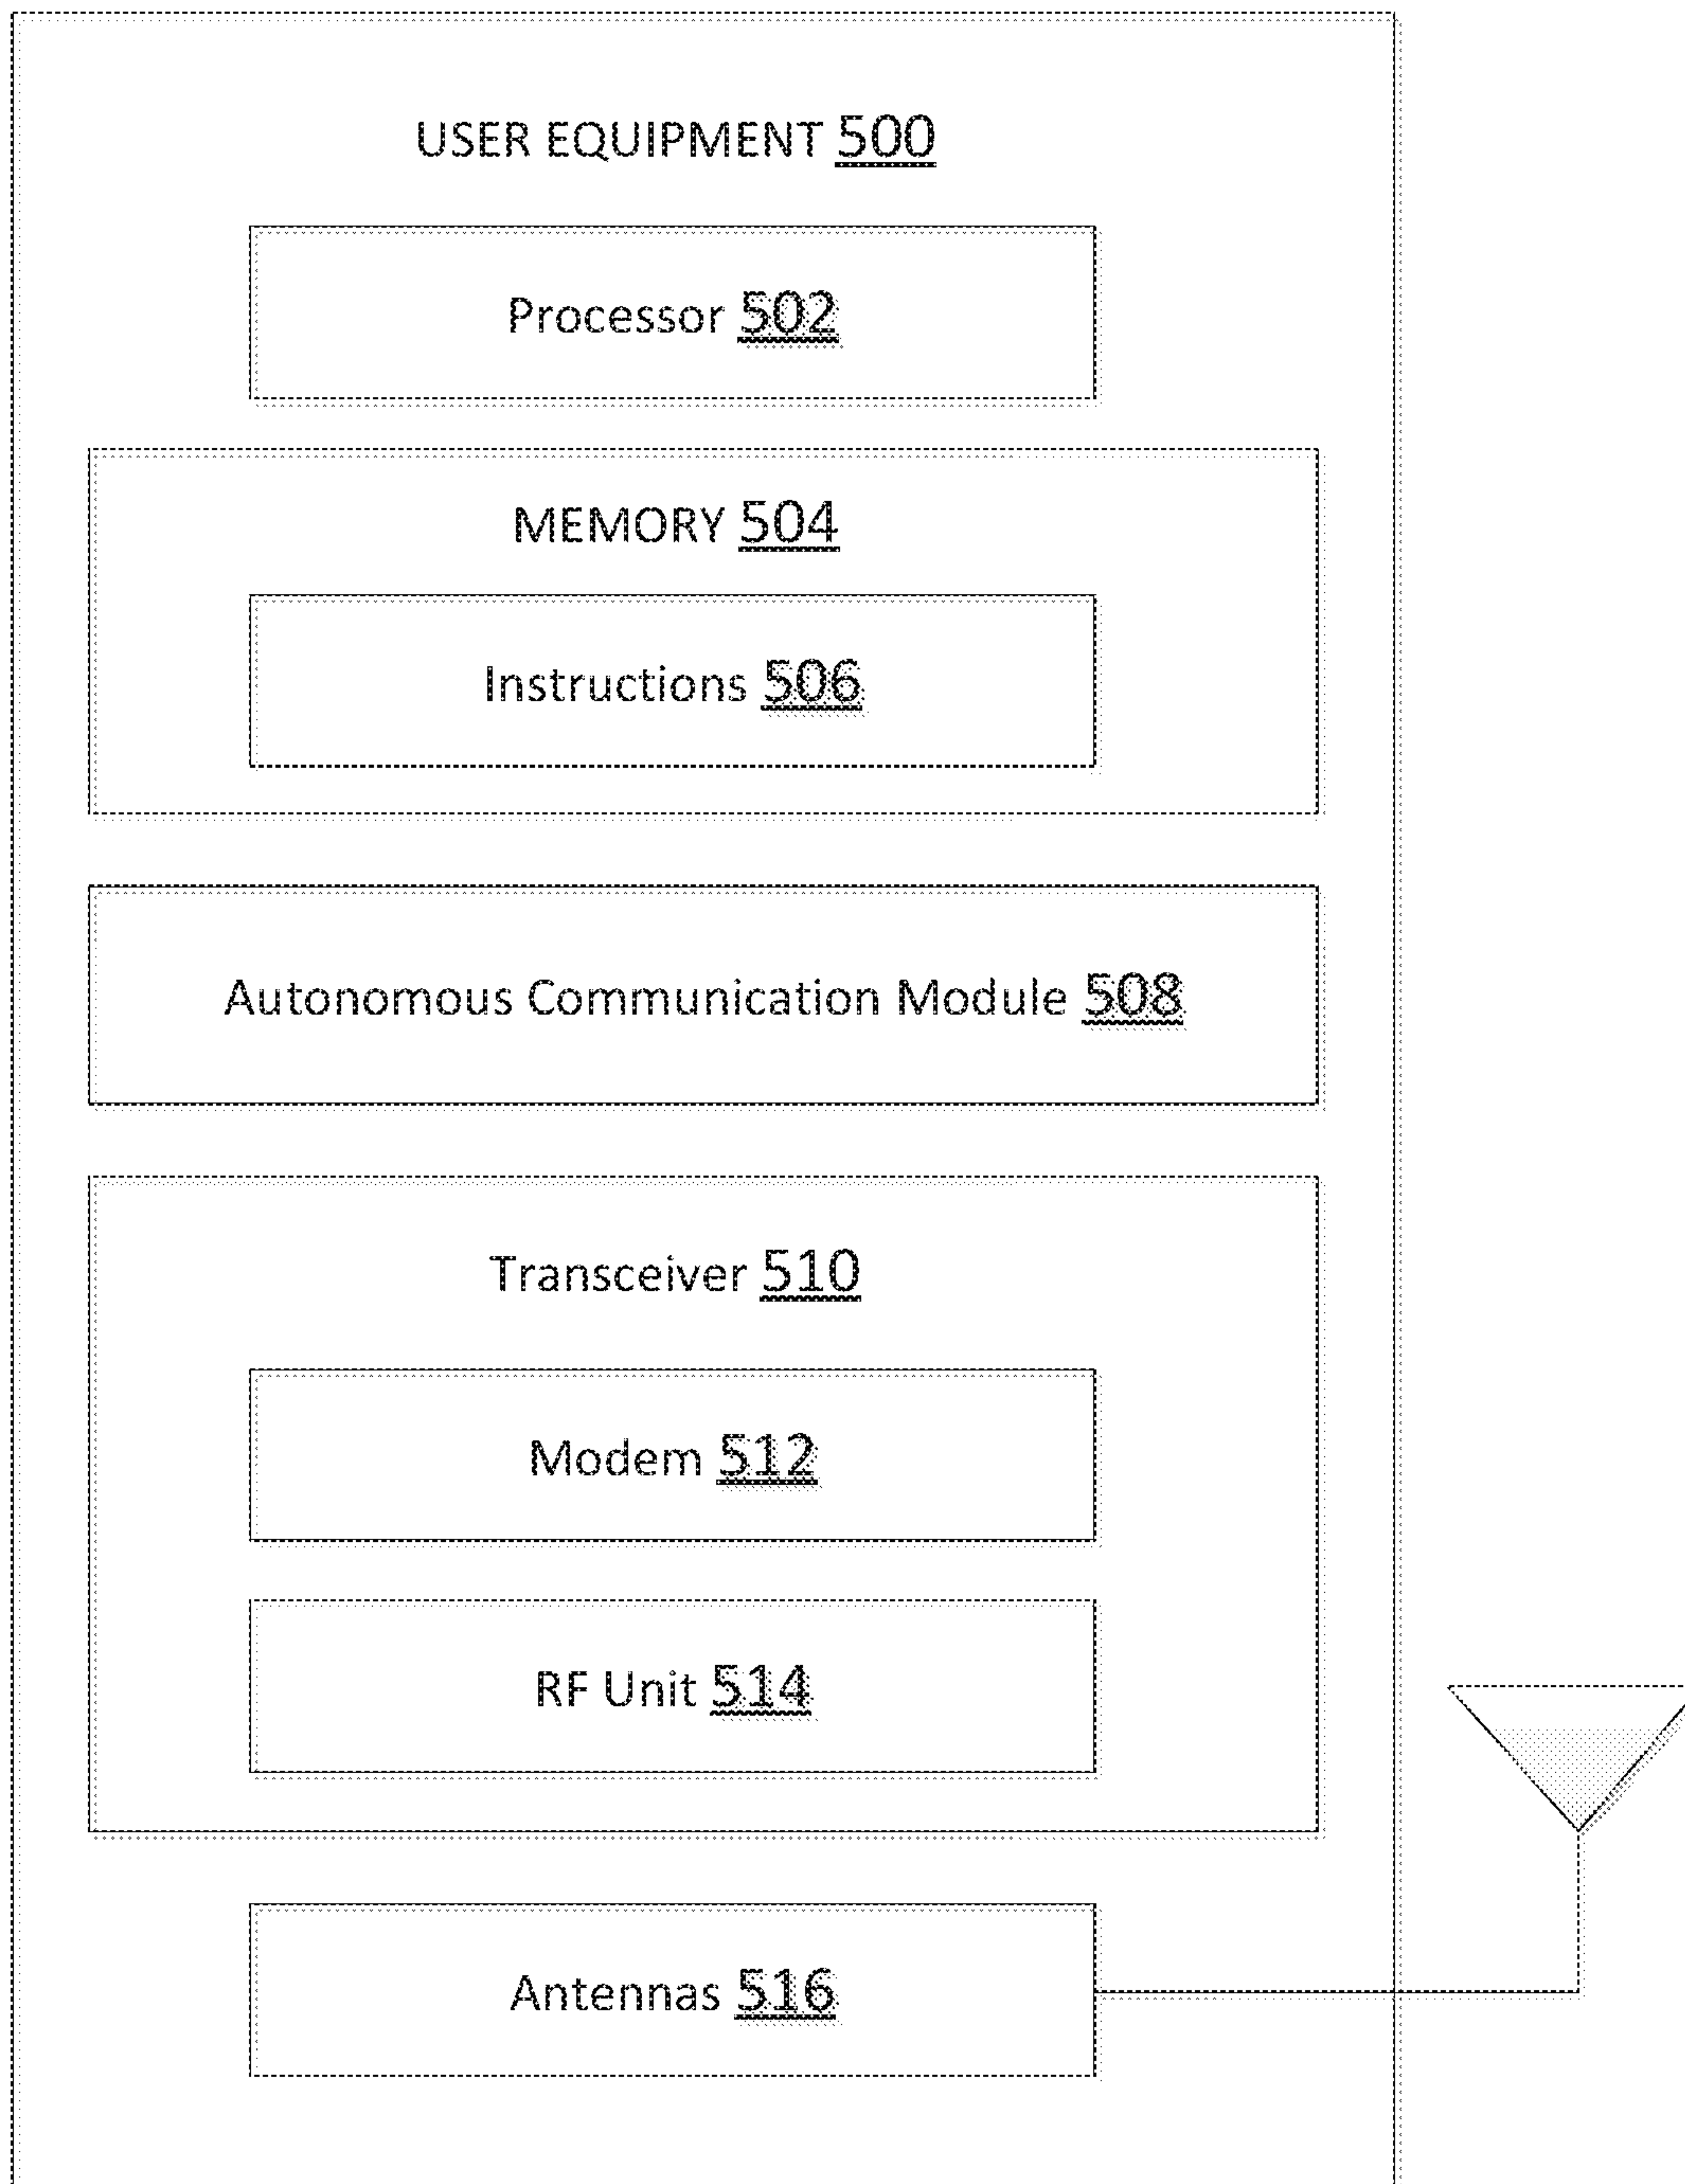 USER EQUIPMENT 500
Processor 502
MEMORY 504
Instructions 506
Autonomous Communication Module 508
Transceiver 510
Modem 512
RF Unit 514
Antennas 516